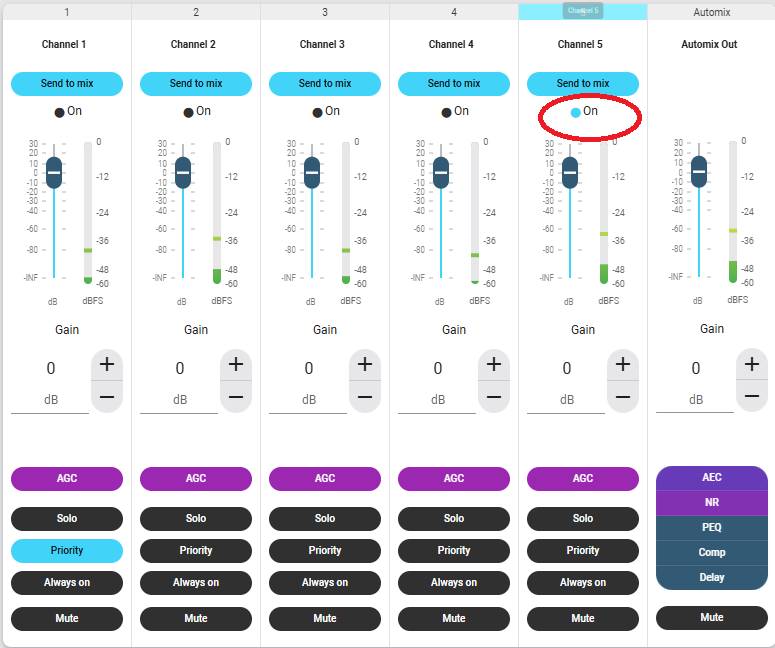 1 2 3 4 Channel 5 Automix
Channel 1 Channel 2 Channel 3 Channel 4 Channel 5 Automix Out
Send to mix Send to mix Send to mix Send to mix Send to mix
On On On On On
30 0 30 0 30 0 30 0 30 0 30 0
20 20 20 20 20 20
10 10 10 10 10 10
0 -12 0 -12 0 -12 0 -12 0 -12 0 -12
-10 -10 -10 -10 -10 -10
-20 -20 -20 -20 -20 -20
-30 -30 -30 -30 -30 -30
-40 -24 -40 -24 -40 -24 -40 -24 -40 -24 -40 -24
-60 -36 -60 -36 -60 -36 -60 -36 -60 -36 -60 -36
-80 -80 -80 -80 -80 -80
-48 -48 -48 -48 -48 -48
-INF -60 -INF -60 -INF -60 -INF -60 -INF -60 -INF -60
dB dBFS dB dBFS dB dBFS dB dBFS dB dBFS dB dBFS
Gain Gain Gain Gain Gain Gain
0 + 0 + 0 + 0 + 0 + 0 +
dB − dB − dB − dB − dB − dB −
AGC AGC AGC AGC AGC AEC
NR
Solo Solo Solo Solo Solo PEQ
Priority Priority Priority Priority Priority Comp
Always on Always on Always on Always on Always on Delay
Mute Mute Mute Mute Mute Mute